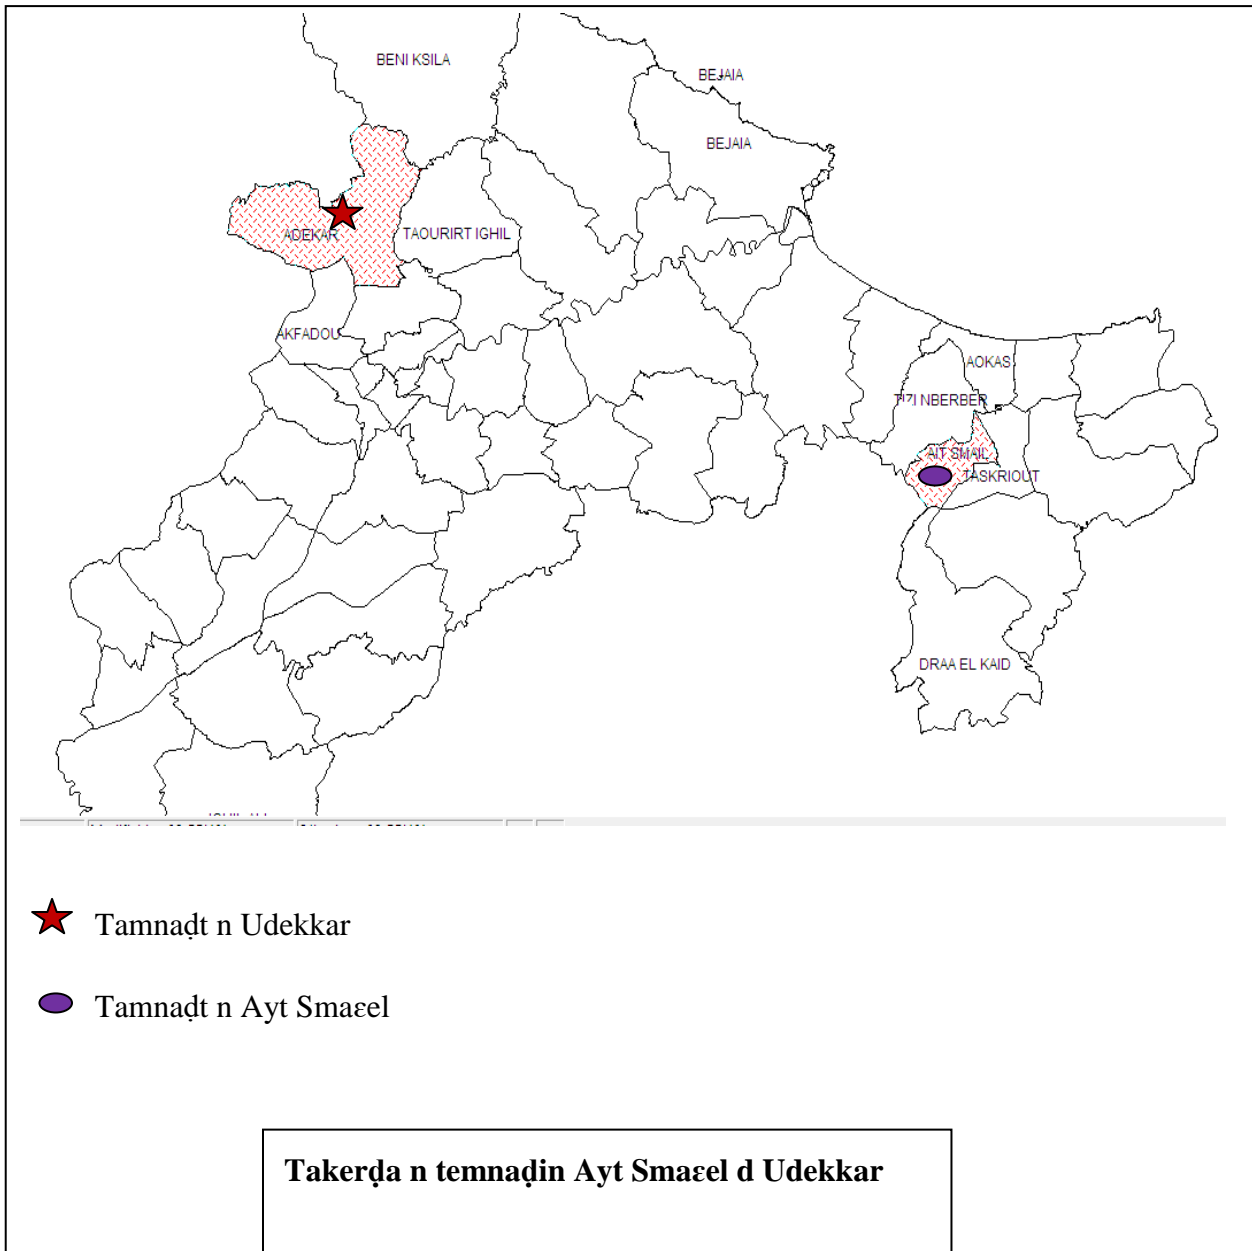 BENI KSILA
BEJAIA
BEJAIA
ADEKAR
TAOURIRT IGHIL
AKFADOU
AOKAS
TIZI NBERBER
AIT SMAIL
TASKRIOUT
DRAA EL KAID
Tamnaḍt n Udekkar
Tamnaḍt n Ayt Smaɛel
Takerḍa n temnaḍin Ayt Smaɛel d Udekkar